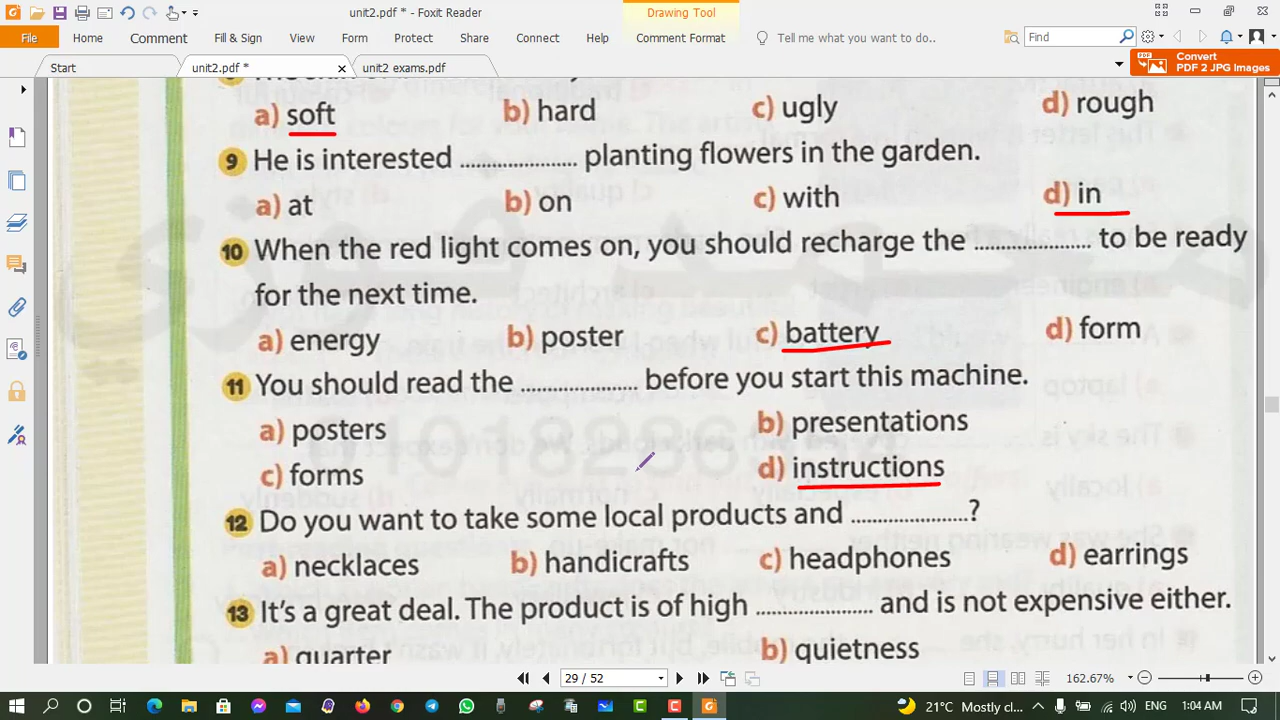 unit2.pdf * - Foxit Reader
Drawing Tool
File Home Comment Fill & Sign View Form Protect Share Connect Help Comment Format Tell me what you want to do.. Find
Start unit2.pdf * unit2 exams.pdf Convert
PDF 2 JPG Images
a) soft b) hard c) ugly d) rough
9 He is interested .................... planting flowers in the garden.
a) at b) on c) with d) in
10 When the red light comes on, you should recharge the .................... to be ready
for the next time.
a) energy b) poster c) battery d) form
11 You should read the .................... before you start this machine.
a) posters b) presentations
c) forms d) instructions
12 Do you want to take some local products and ....................?
a) necklaces b) handicrafts c) headphones d) earrings
13 It's a great deal. The product is of high .................... and is not expensive either.
a) quarter b) quietness
29 / 52 162.67%
21°C Mostly cl... ENG 1:04 AM